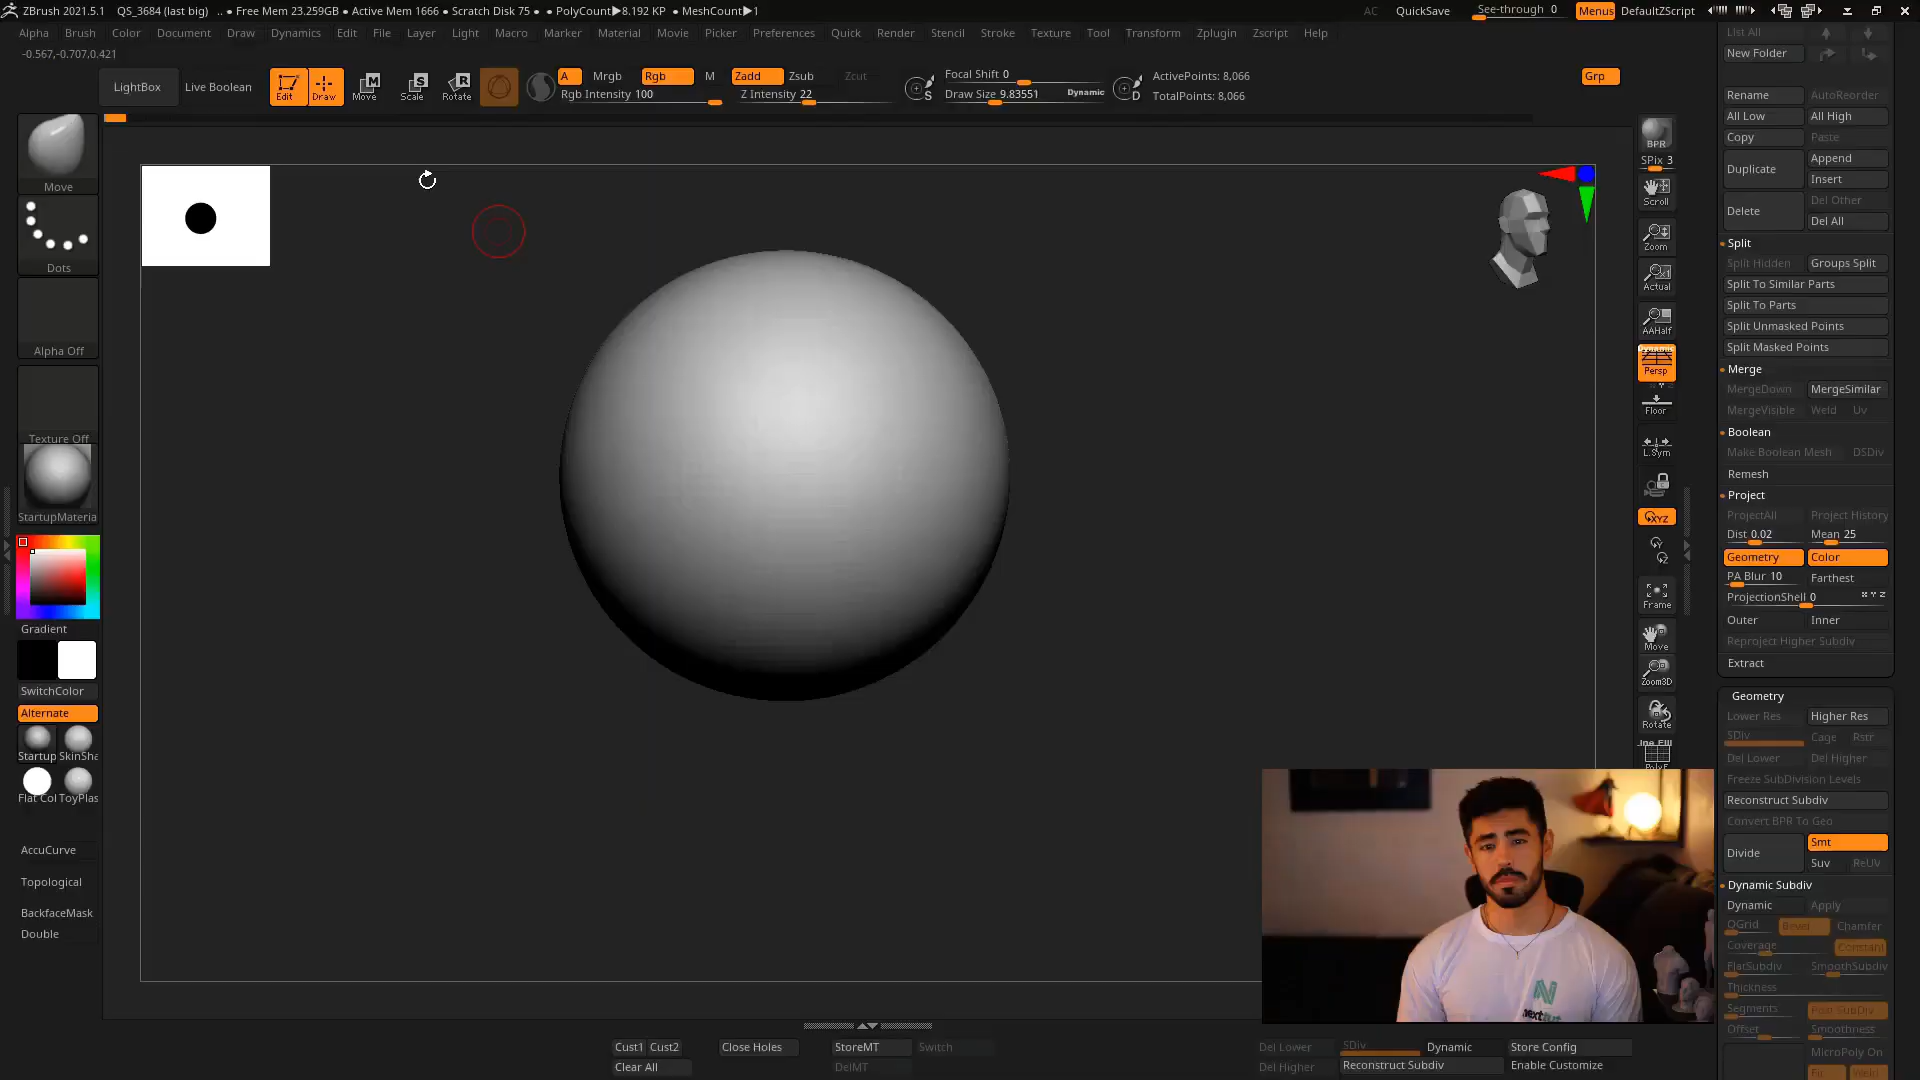 ZBrush 2021.5.1 QS_3684 (last big) .. • Free Mem 23.259GB • Active Mem 1666 • Scratch Disk 75 • PolyCount▶8.192 KP • MeshCount▶1
AC QuickSave See-through 0 Menus DefaultZScript
Alpha Brush Color Document Draw Dynamics Edit File Layer Light Macro Marker Material Movie Picker Preferences Quick Render Stencil Stroke Texture Tool Transform Zplugin Zscript Help
-0.567,-0.707,0.421
LightBox Live Boolean Edit Draw Move Scale Rotate
A Mrgb Rgb M Zadd Zsub Zcut
Rgb Intensity 100 Z Intensity 22
S Focal Shift 0
Draw Size 9.83551 Dynamic D
ActivePoints: 8,066
TotalPoints: 8,066
Grp
Move
Dots
Alpha Off
Texture Off
StartupMateria
Gradient
SwitchColor
Alternate
Startup SkinSha
Flat Col ToyPlas
AccuCurve
Topological
BackfaceMask
Double
BPR
SPix 3
Scroll
Zoom
Actual
AAHalf
Dynamic
Persp
Floor
L.Sym
XYZ
Frame
Move
Zoom3D
Rotate
Line Fill
PolyF
List All
New Folder
Rename AutoReorder
All Low All High
Copy Paste
Duplicate Append
Insert
Delete Del Other
Del All
Split
Split Hidden Groups Split
Split To Similar Parts
Split To Parts
Split Unmasked Points
Split Masked Points
Merge
MergeDown MergeSimilar
MergeVisible Weld Uv
Boolean
Make Boolean Mesh DSDiv
Remesh
Project
ProjectAll Project History
Dist 0.02 Mean 25
Geometry Color
PA Blur 10 Farthest
ProjectionShell 0 X Y Z
Outer Inner
Reproject Higher Subdiv
Extract
Geometry
Lower Res Higher Res
SDiv Cage Rstr
Del Lower Del Higher
Freeze SubDivision Levels
Reconstruct Subdiv
Convert BPR To Geo
Divide Smt
Suv ReUV
Dynamic Subdiv
Dynamic Apply
QGrid Bevel Chamfer
Coverage Constant
FlatSubdiv SmoothSubdiv
Thickness
Segments Post SubDiv
Offset Smoothness
MicroPoly On
Fit Weld
nexttut
Cust1 Cust2 Close Holes StoreMT Switch
Clear All DelMT
Del Lower SDiv Dynamic Store Config
Del Higher Reconstruct Subdiv Enable Customize